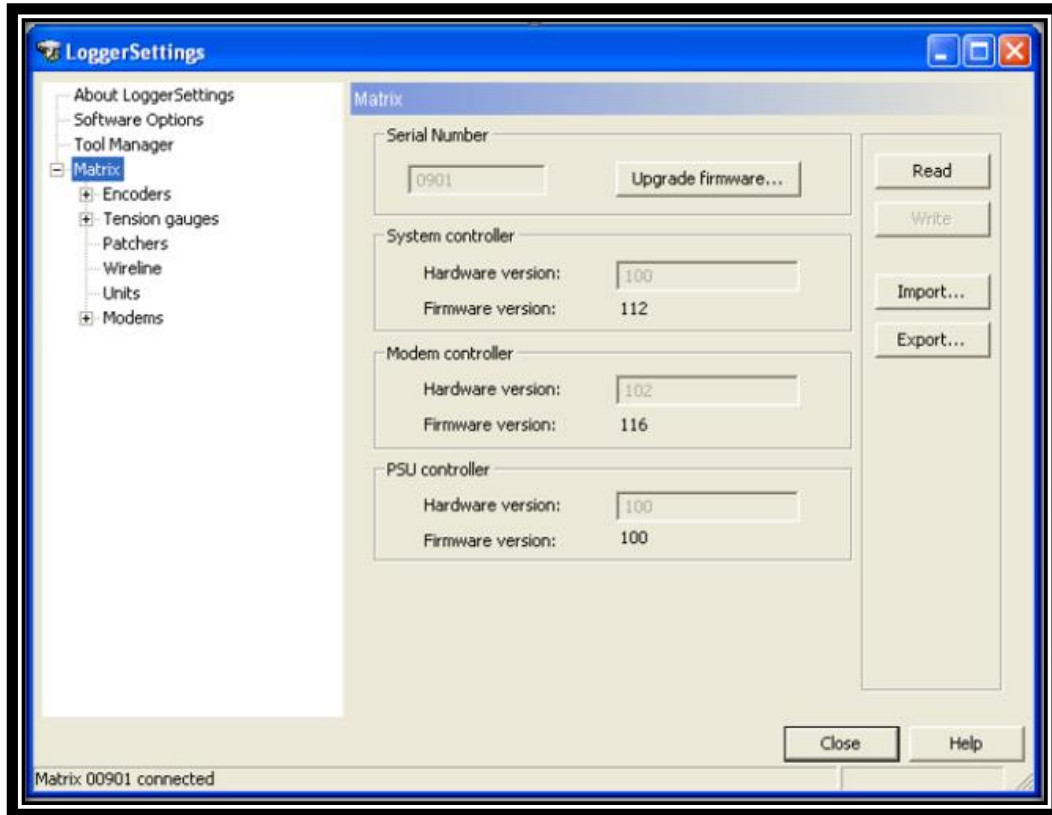 LoggerSettings
About LoggerSettings
Software Options
Tool Manager
Matrix
Encoders
Tension gauges
Patchers
Wireline
Units
Modems
Matrix
Serial Number
0901
Upgrade firmware...
System controller
Hardware version: 100
Firmware version: 112
Modem controller
Hardware version: 102
Firmware version: 116
PSU controller
Hardware version: 100
Firmware version: 100
Read
Write
Import...
Export...
Close
Help
Matrix 00901 connected